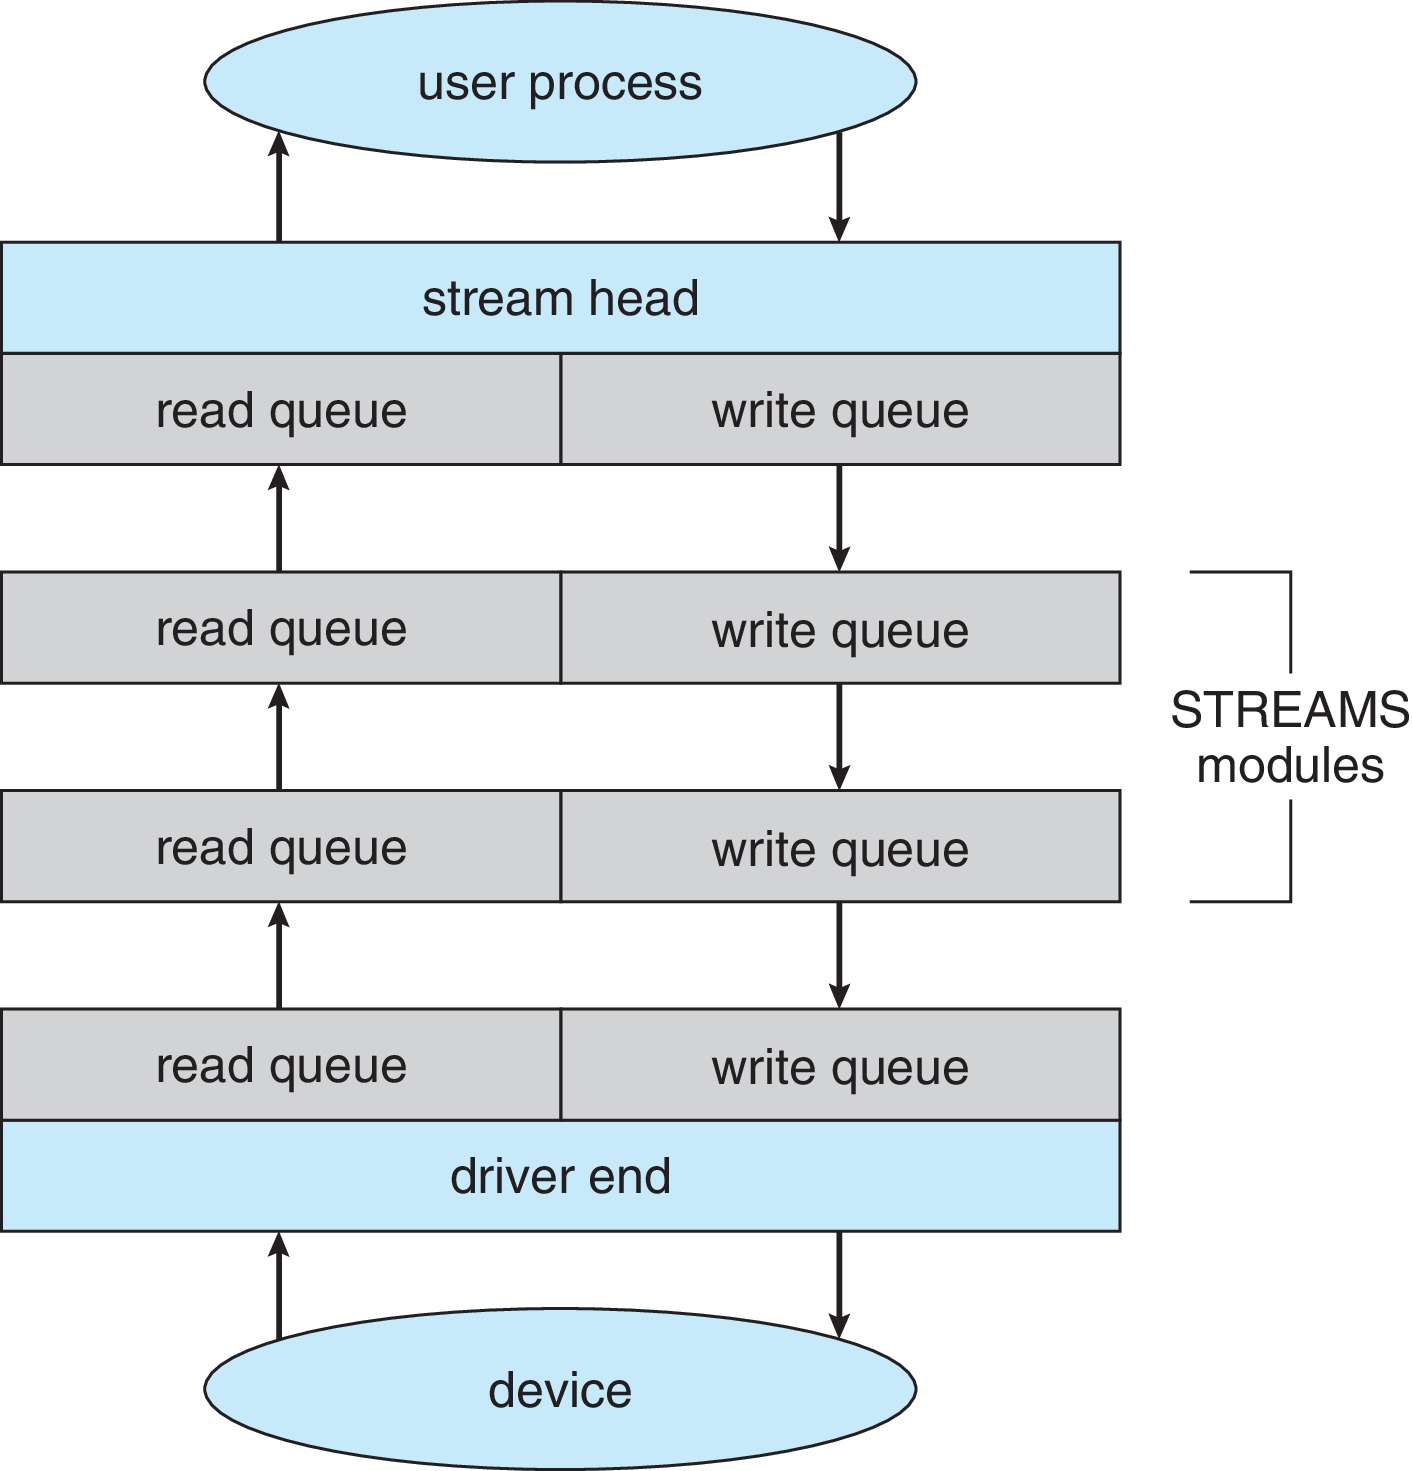 user process
stream head
read queue
write queue
read queue
write queue
STREAMS
modules
read queue
write queue
read queue
write queue
driver end
device